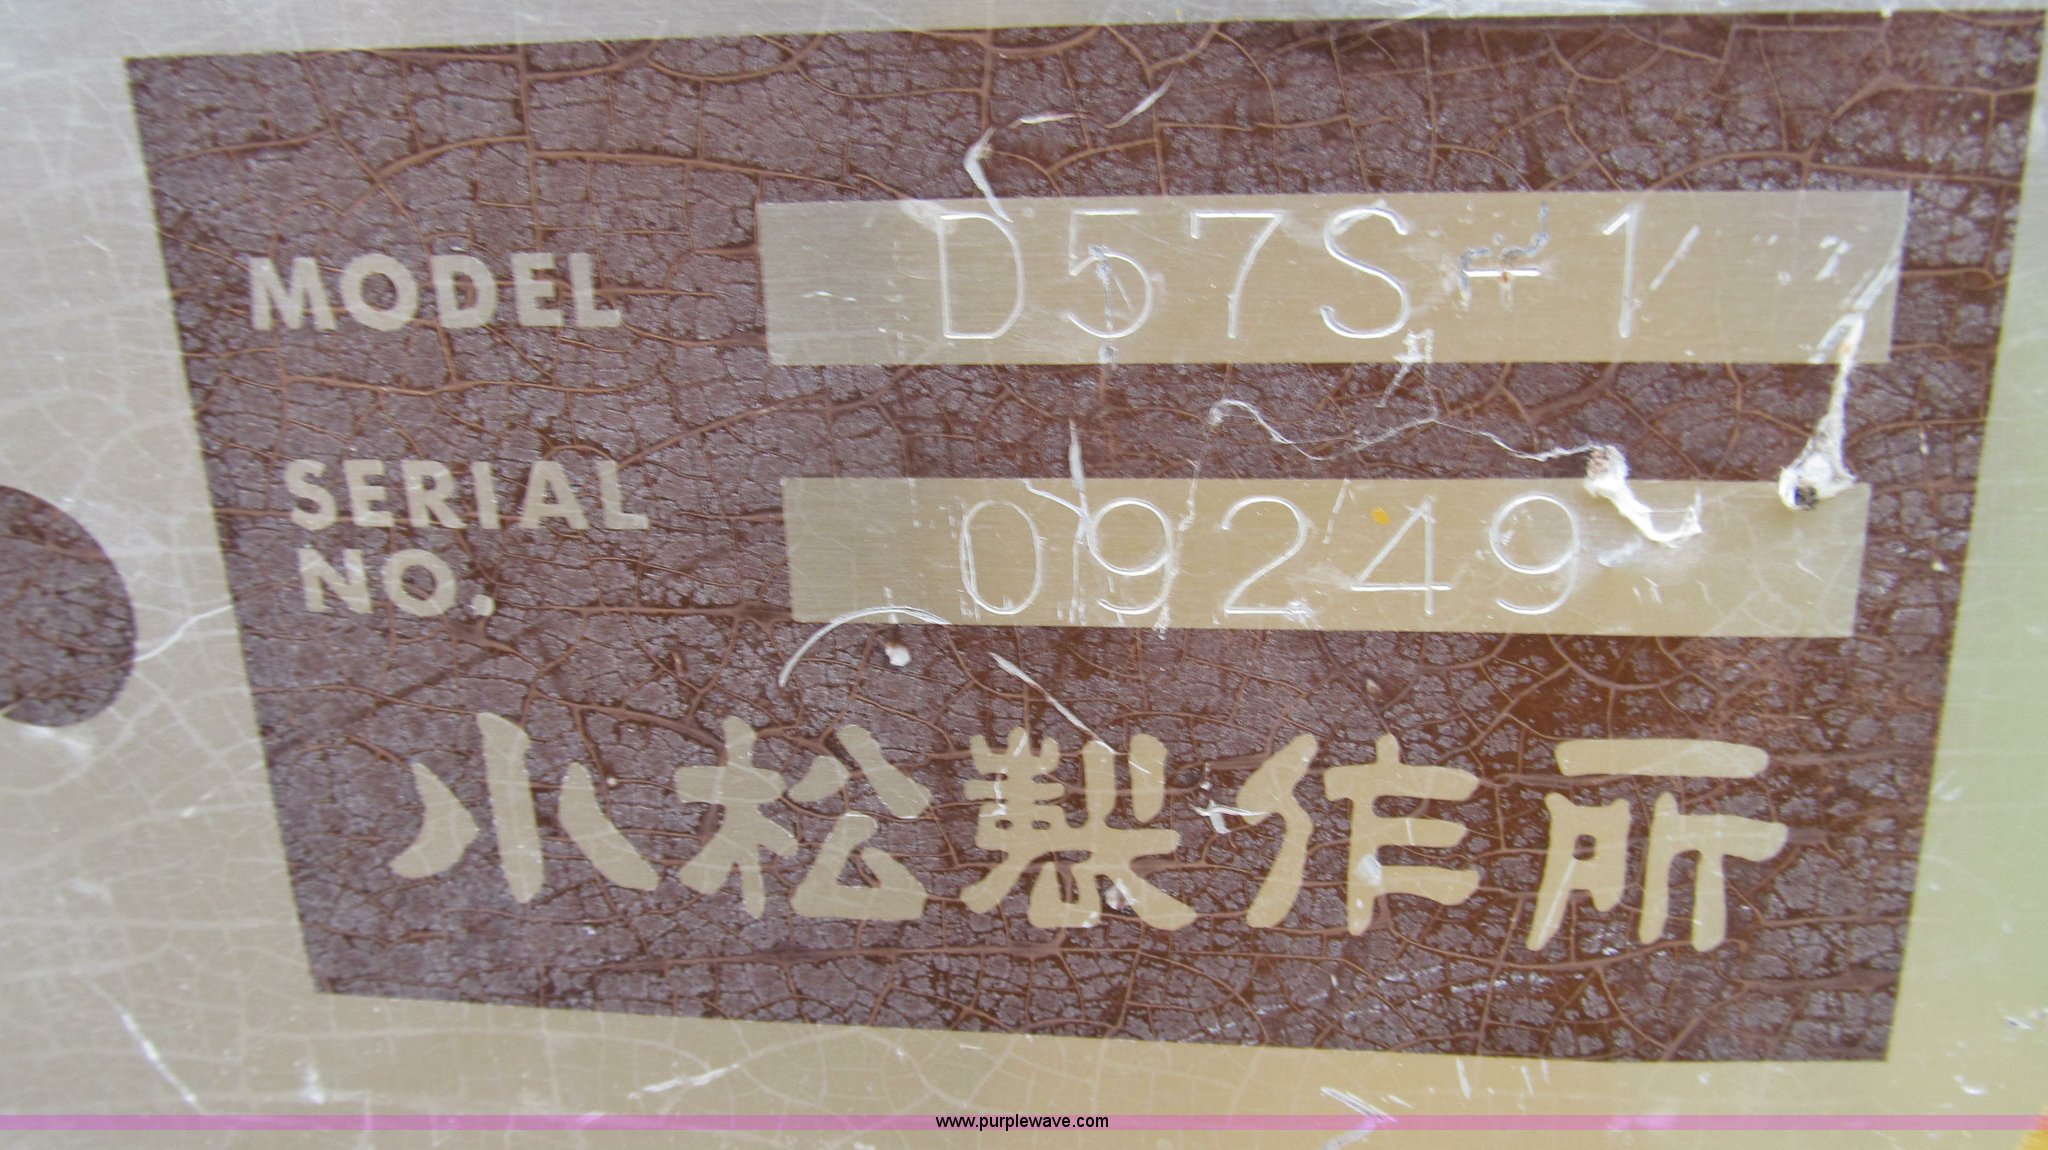 MODEL D57S-1
SERIAL
NO. 09249
小松製作所
www.purplewave.com